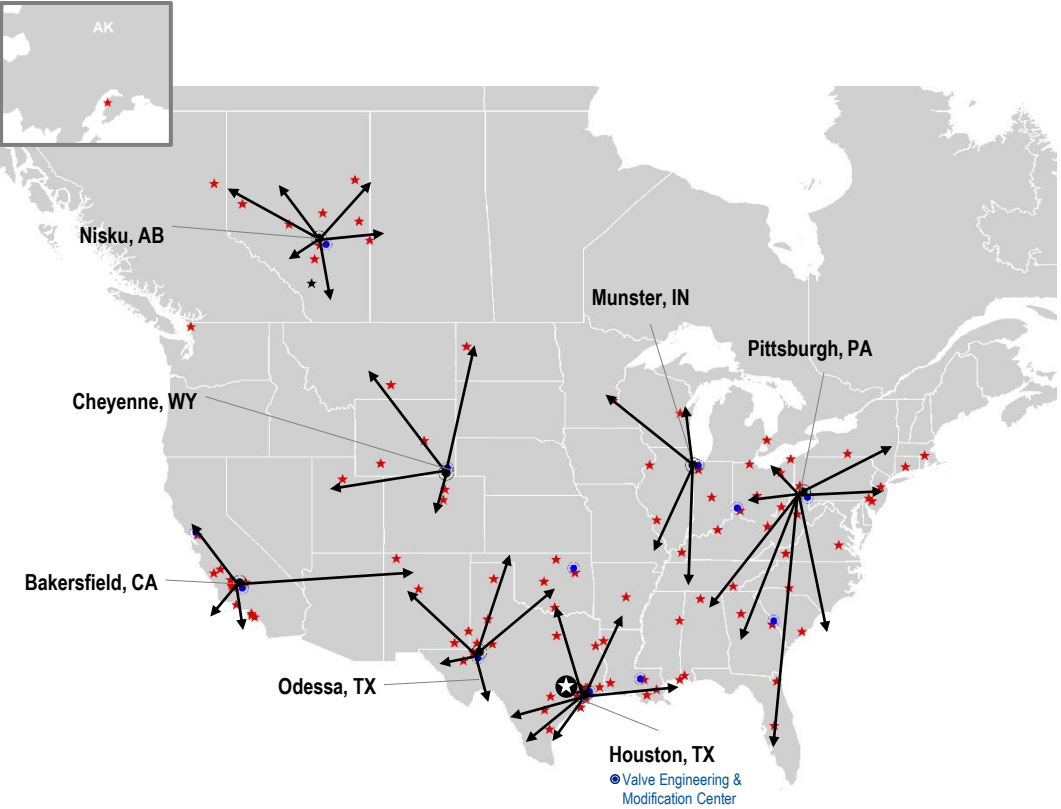 AK
Nisku, AB
Munster, IN
Pittsburgh, PA
Cheyenne, WY
Bakersfield, CA
Odessa, TX
Houston, TX
Valve Engineering &
Modification Center